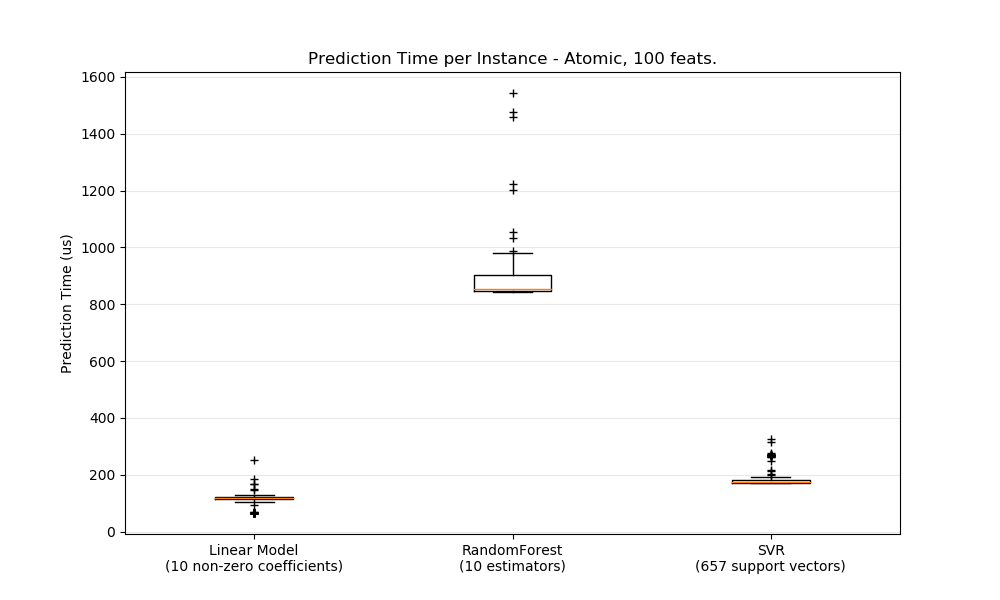 Prediction Time per Instance - Atomic, 100 feats.
1600
1400
1200
1000
800
600
400
200
0
Prediction Time (us)
Linear Model
(10 non-zero coefficients)
RandomForest
(10 estimators)
SVR
(657 support vectors)